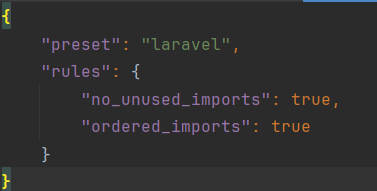 {
    "preset": "laravel",
    "rules": {
        "no_unused_imports": true,
        "ordered_imports": true
    }
}